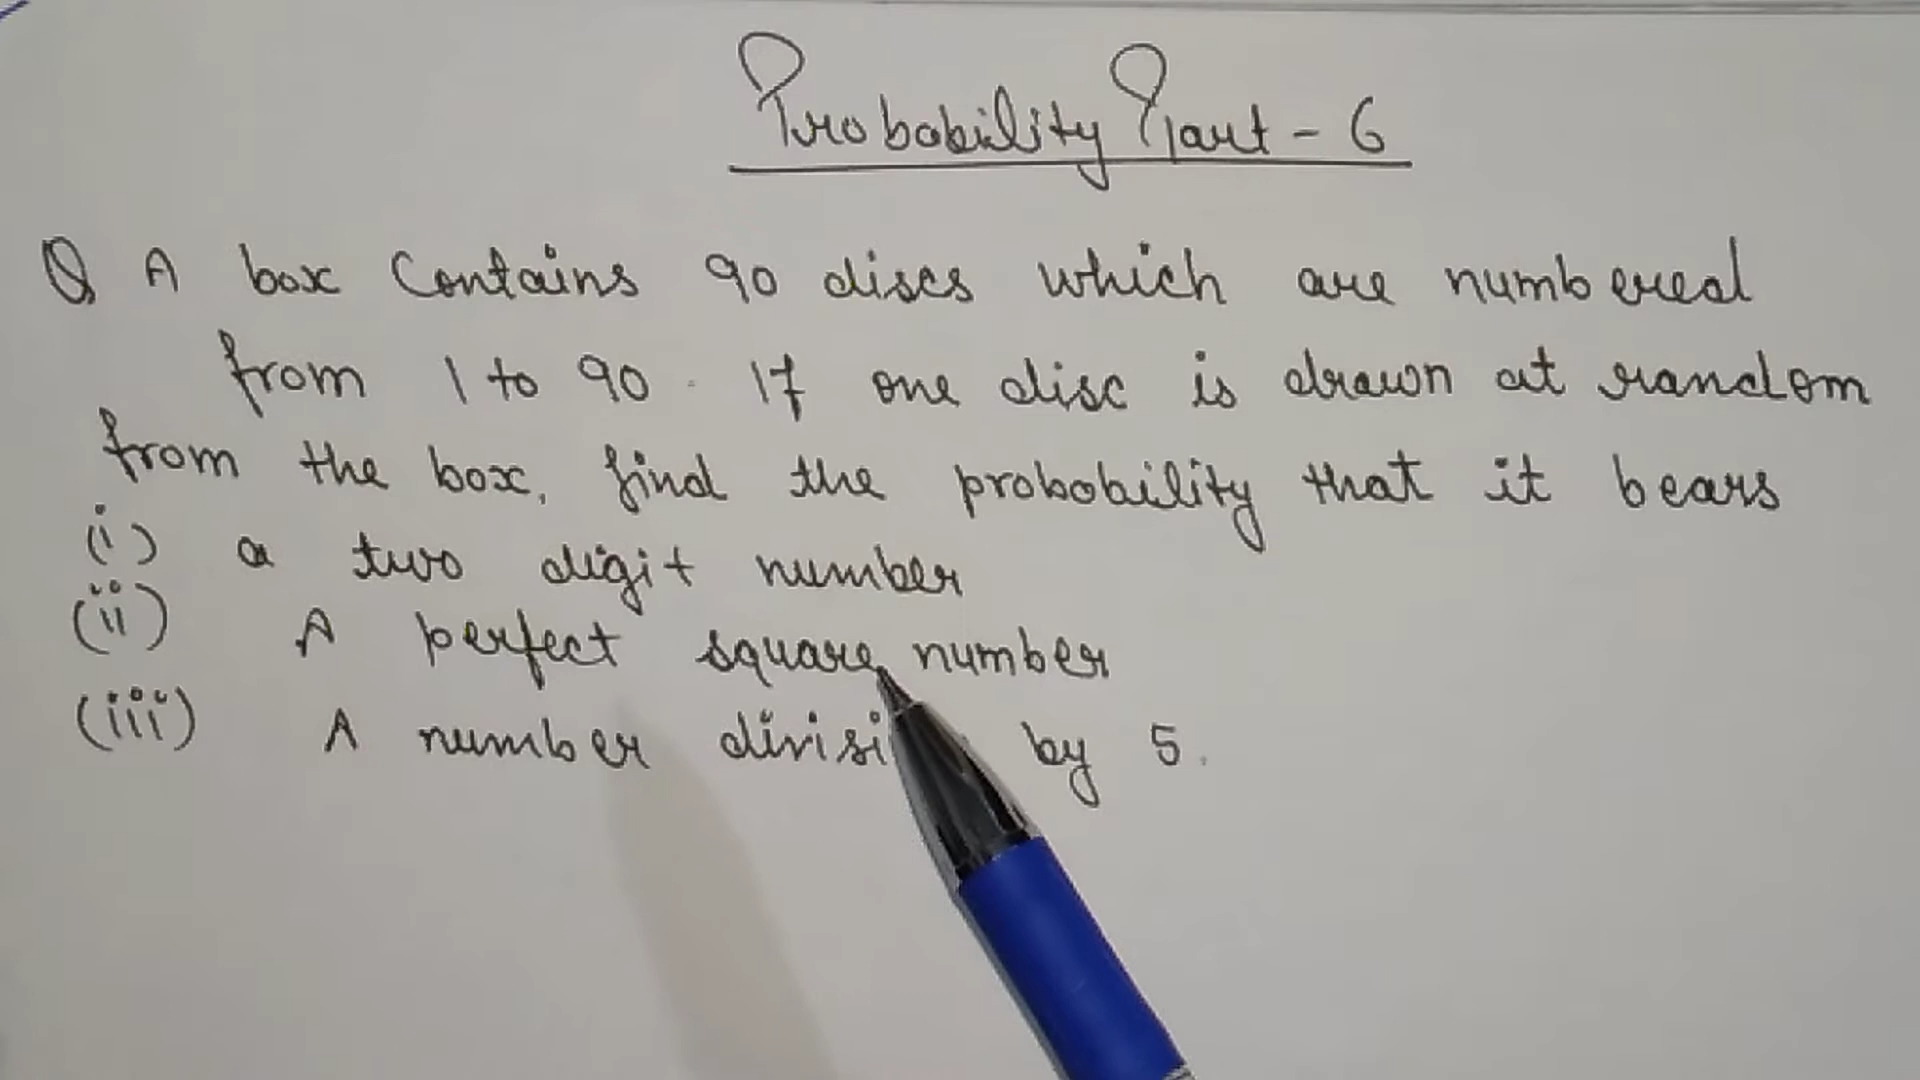 Probability Part - 6
Q A box Contains 90 discs which are numbered
from 1 to 90. If one disc is drawn at random
from the box, find the probobility that it bears
(i) a two digit number
(ii) A perfect square number
(iii) A number by 5.